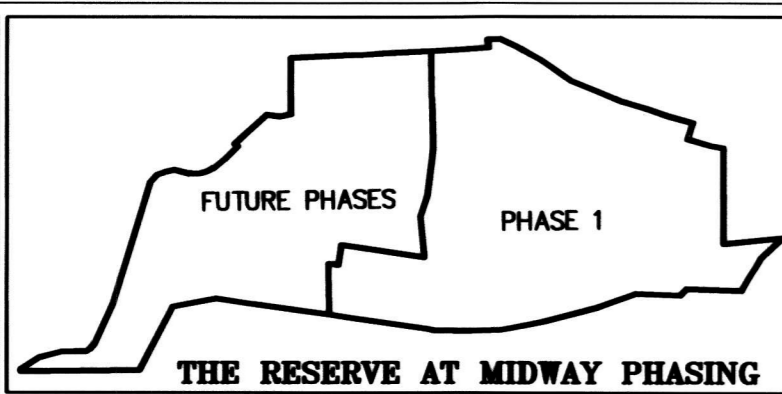 FUTURE PHASES
PHASE 1
THE RESERVE AT MIDWAY PHASING